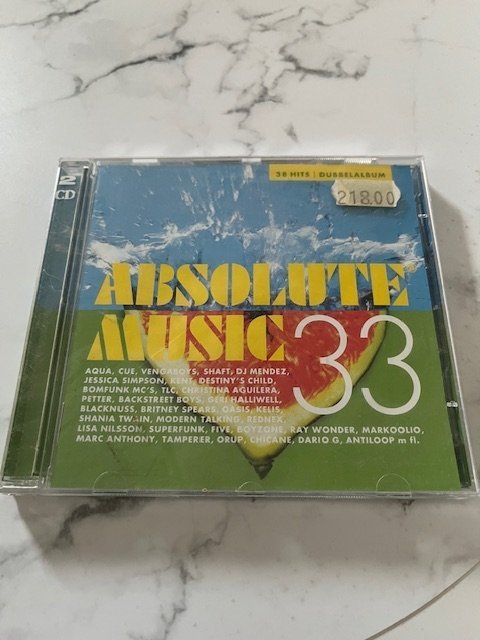 2
CD
38 HITS | DUBBELALBUM
218.00
ABSOLUTE
MUSIC 33
AQUA, CUE, VENGABOYS, SHAFT, DJ MENDEZ,
JESSICA SIMPSON, KENT, DESTINY'S CHILD,
BOMFUNK MC'S, TLC, CHRISTINA AGUILERA,
PETTER, BACKSTREET BOYS, GERI HALLIWELL,
BLACKNUSS, BRITNEY SPEARS, OASIS, KELIS,
SHANIA TWAIN, MODERN TALKING, REDNEX,
LISA NILSSON, SUPERFUNK, FIVE, BOYZONE, RAY WONDER, MARKOOLIO,
MARC ANTHONY, TAMPERER, ORUP, CHICANE, DARIO G, ANTILOOP m fl.